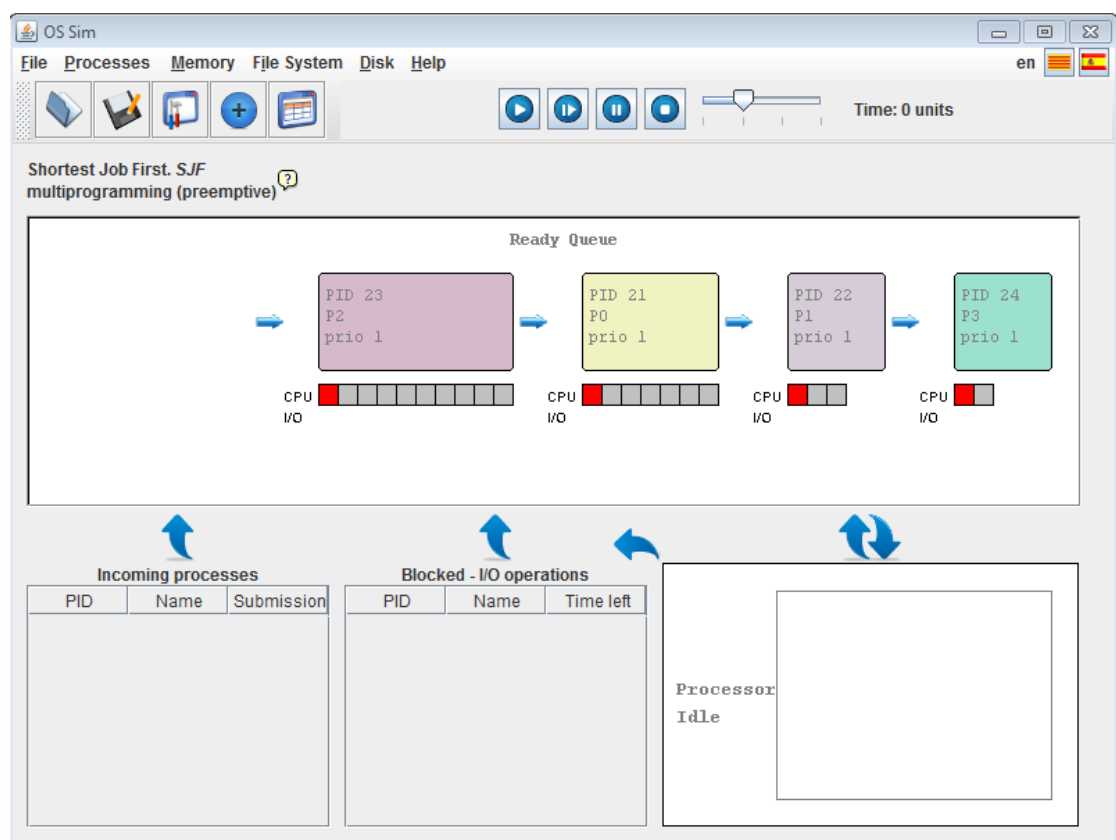 OS Sim
File Processes Memory File System Disk Help en
Time: 0 units
Shortest Job First. SJF
multiprogramming (preemptive) ?
Ready Queue
PID 23
P2
prio 1
CPU
I/O
PID 21
P0
prio 1
CPU
I/O
PID 22
P1
prio 1
CPU
I/O
PID 24
P3
prio 1
CPU
I/O
Incoming processes
PID Name Submission
Blocked - I/O operations
PID Name Time left
Processor
Idle